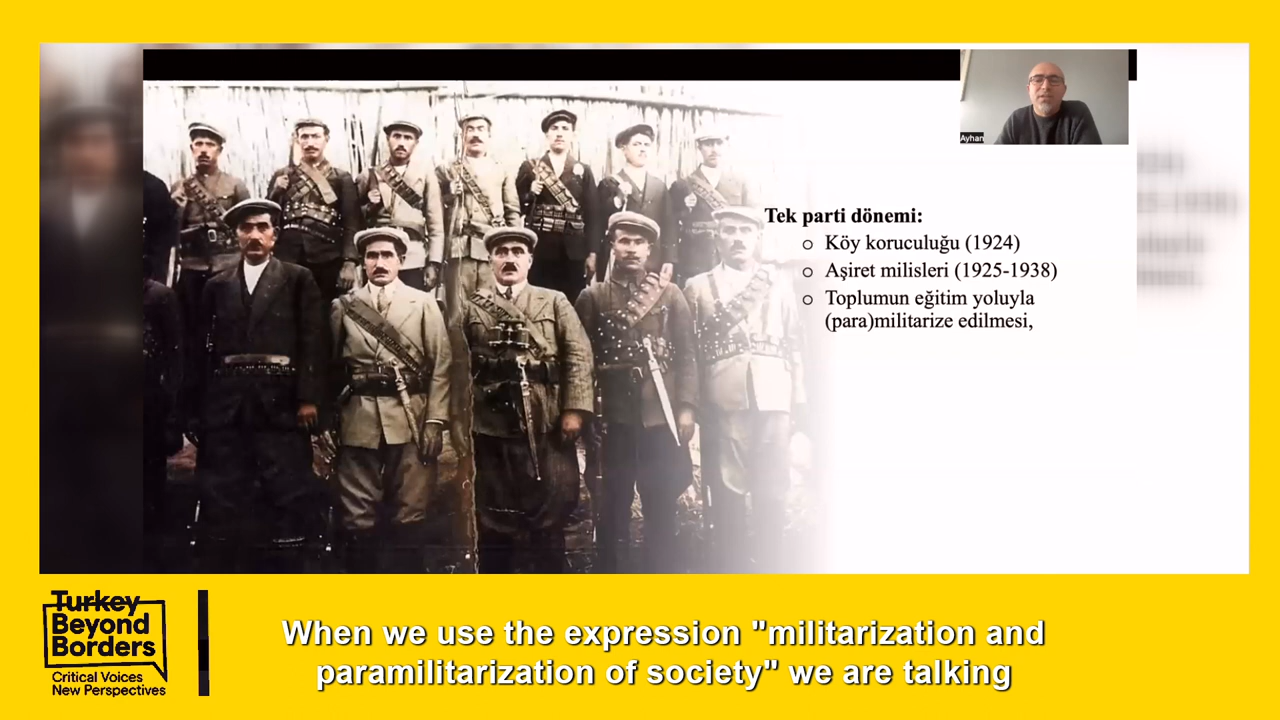 Ayhan
Tek parti dönemi:
o Köy koruculuğu (1924)
o Aşiret milisleri (1925-1938)
o Toplumun eğitim yoluyla
(para)militarize edilmesi,
Turkey
Beyond
Borders
Critical Voices
New Perspectives
When we use the expression "militarization and
paramilitarization of society" we are talking